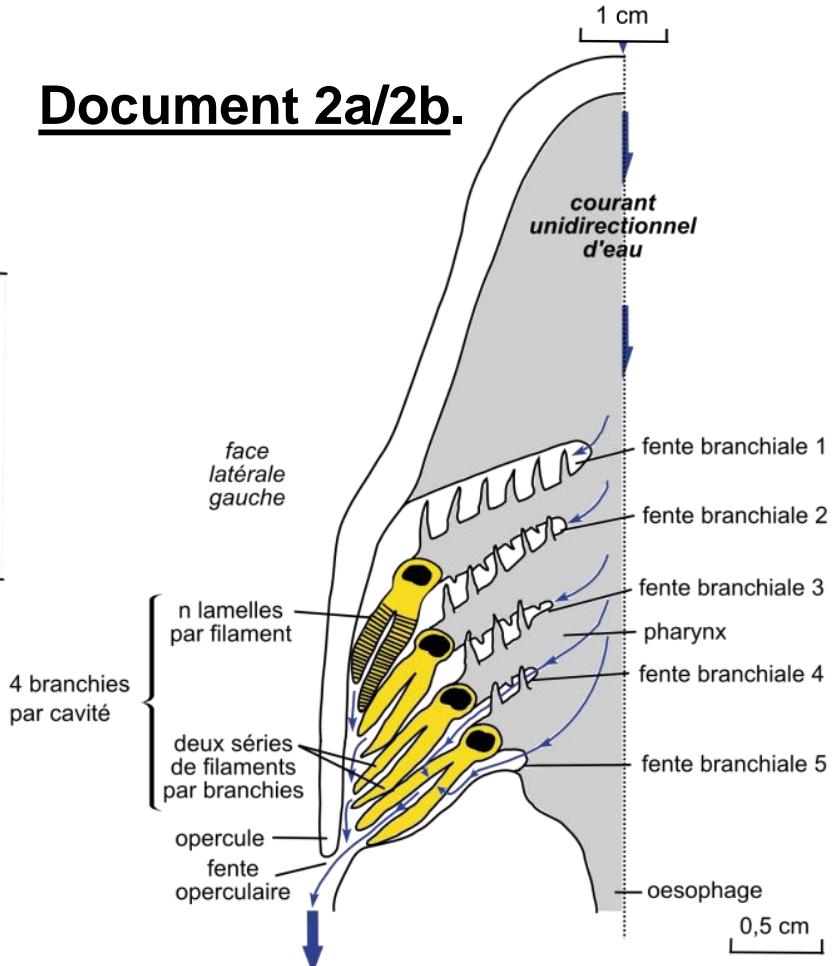 1 cm
Document 2a/2b.
courant
unidirectionnel
d'eau
face
latérale
gauche
fente branchiale 1
fente branchiale 2
fente branchiale 3
n lamelles
par filament
pharynx
fente branchiale 4
4 branchies
par cavité
deux séries
de filaments
par branchies
fente branchiale 5
opercule
fente
operculaire
oesophage
0,5 cm